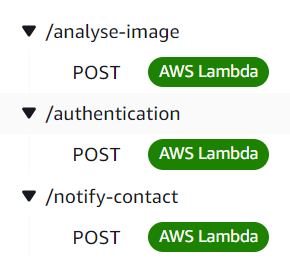 /analyse-image
POST AWS Lambda
/authentication
POST AWS Lambda
/notify-contact
POST AWS Lambda